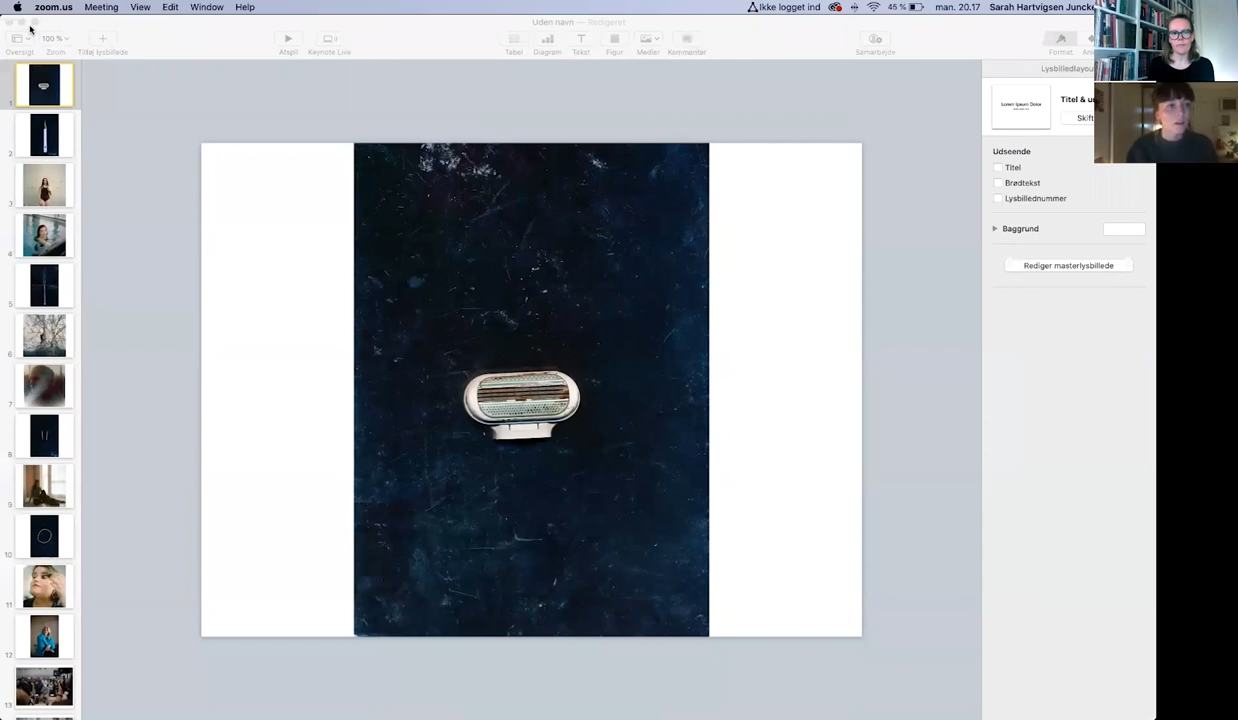 zoom.us Meeting View Edit Window Help Ikke logget ind 45 % man. 20.17 Sarah Hartvigsen Juncke
Uden navn — Redigeret
100 %
Oversigt Zoom Tilføj lysbillede Afspil Keynote Live Tabel Diagram Tekst Figur Medier Kommentar Samarbejde Format
Lysbilledlayou
Lorem Ipsum Dolor
Titel & u
Skift
Udseende
Titel
Brødtekst
Lysbillednummer
Baggrund
Rediger masterlysbillede
1
2
3
4
5
6
7
8
9
10
11
12
13